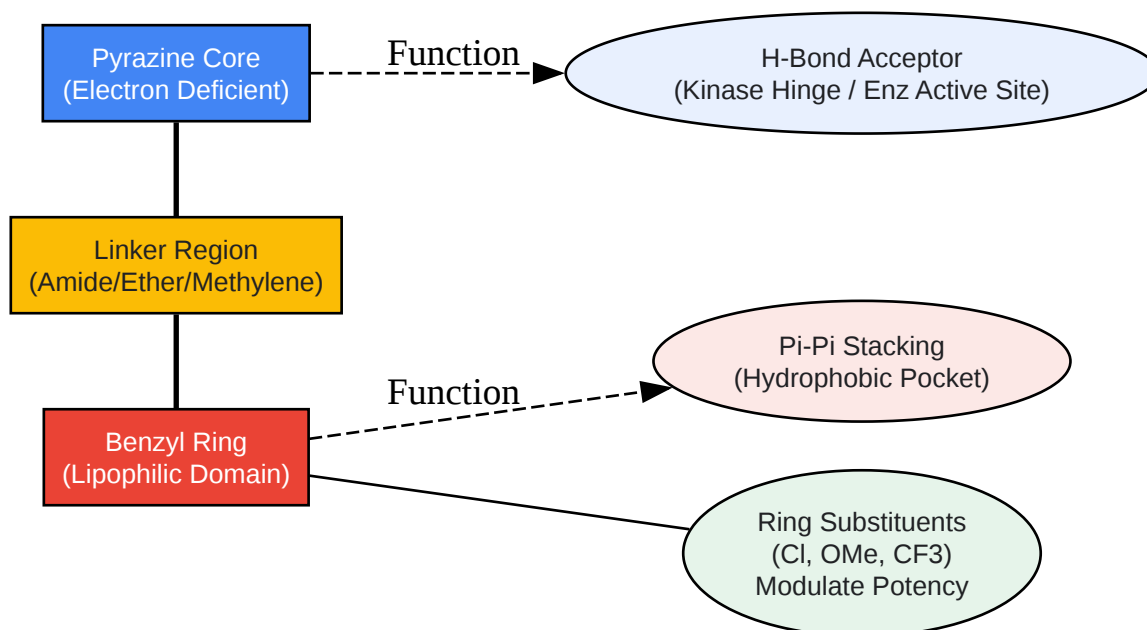 Pyrazine Core
(Electron Deficient)
Function
H-Bond Acceptor
(Kinase Hinge / Enz Active Site)
Linker Region
(Amide/Ether/Methylene)
Pi-Pi Stacking
(Hydrophobic Pocket)
Function
Benzyl Ring
(Lipophilic Domain)
Ring Substituents
(Cl, OMe, CF3)
Modulate Potency